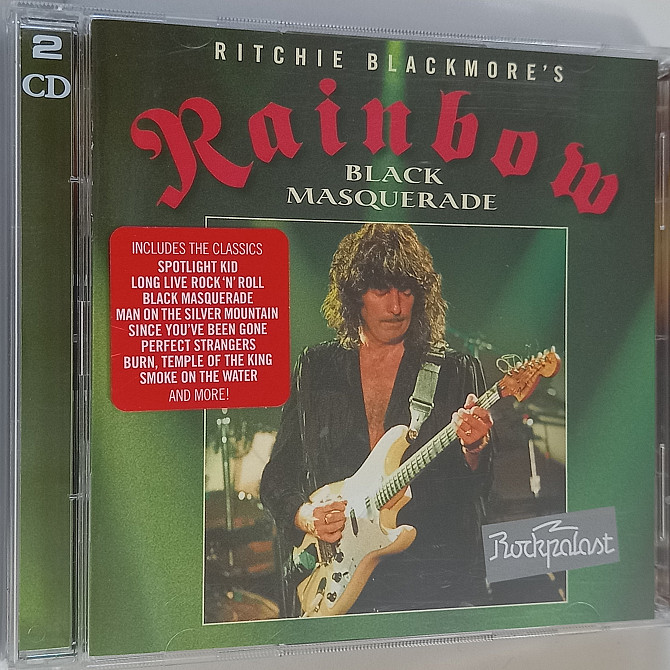 2
CD
RITCHIE BLACKMORE'S
Rainbow
BLACK
MASQUERADE
INCLUDES THE CLASSICS
SPOTLIGHT KID
LONG LIVE ROCK 'N' ROLL
BLACK MASQUERADE
MAN ON THE SILVER MOUNTAIN
SINCE YOU'VE BEEN GONE
PERFECT STRANGERS
BURN, TEMPLE OF THE KING
SMOKE ON THE WATER
AND MORE!
Rockpalast